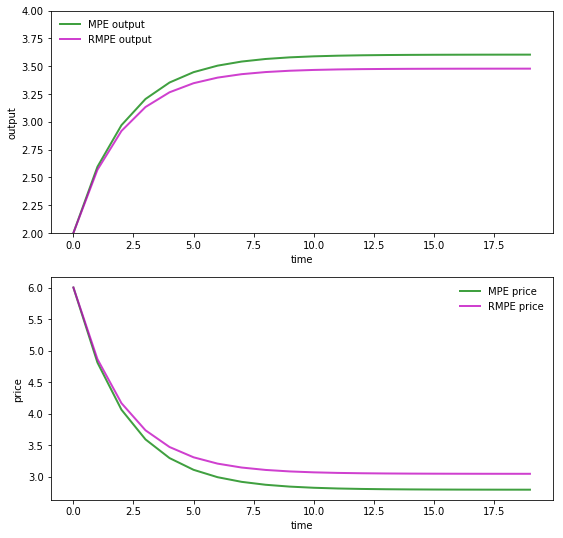 4.00
3.75
3.50
3.25
3.00
2.75
2.50
2.25
2.00
output
MPE output
RMPE output
0.0 2.5 5.0 7.5 10.0 12.5 15.0 17.5
time
6.0
5.5
5.0
4.5
4.0
3.5
3.0
price
MPE price
RMPE price
0.0 2.5 5.0 7.5 10.0 12.5 15.0 17.5
time